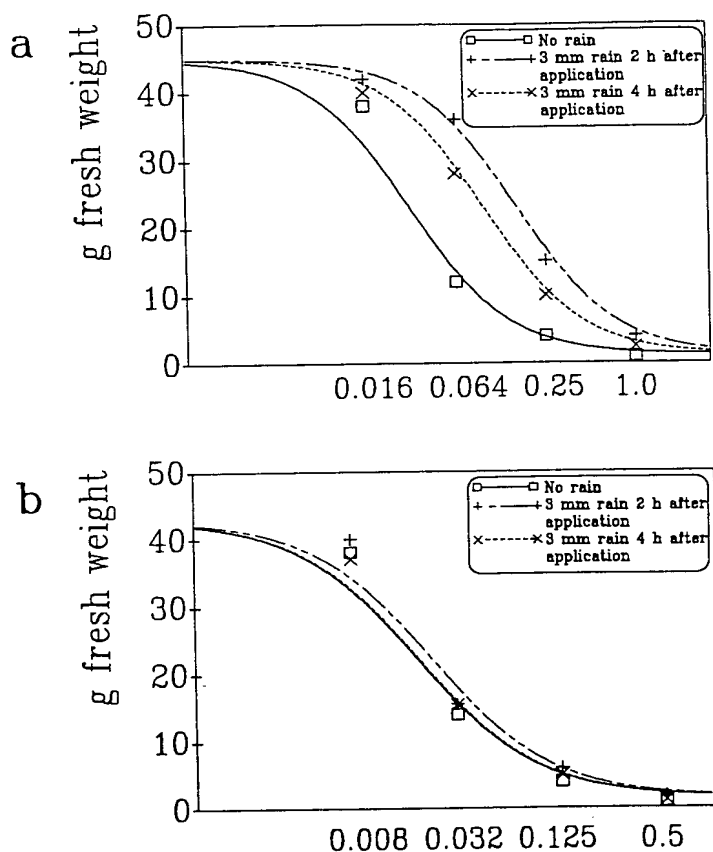 a
g fresh weight
50
40
30
20
10
0
No rain
3 mm rain 2 h after
application
3 mm rain 4 h after
application
0.016 0.064 0.25 1.0
b
g fresh weight
50
40
30
20
10
0
No rain
3 mm rain 2 h after
application
3 mm rain 4 h after
application
0.008 0.032 0.125 0.5